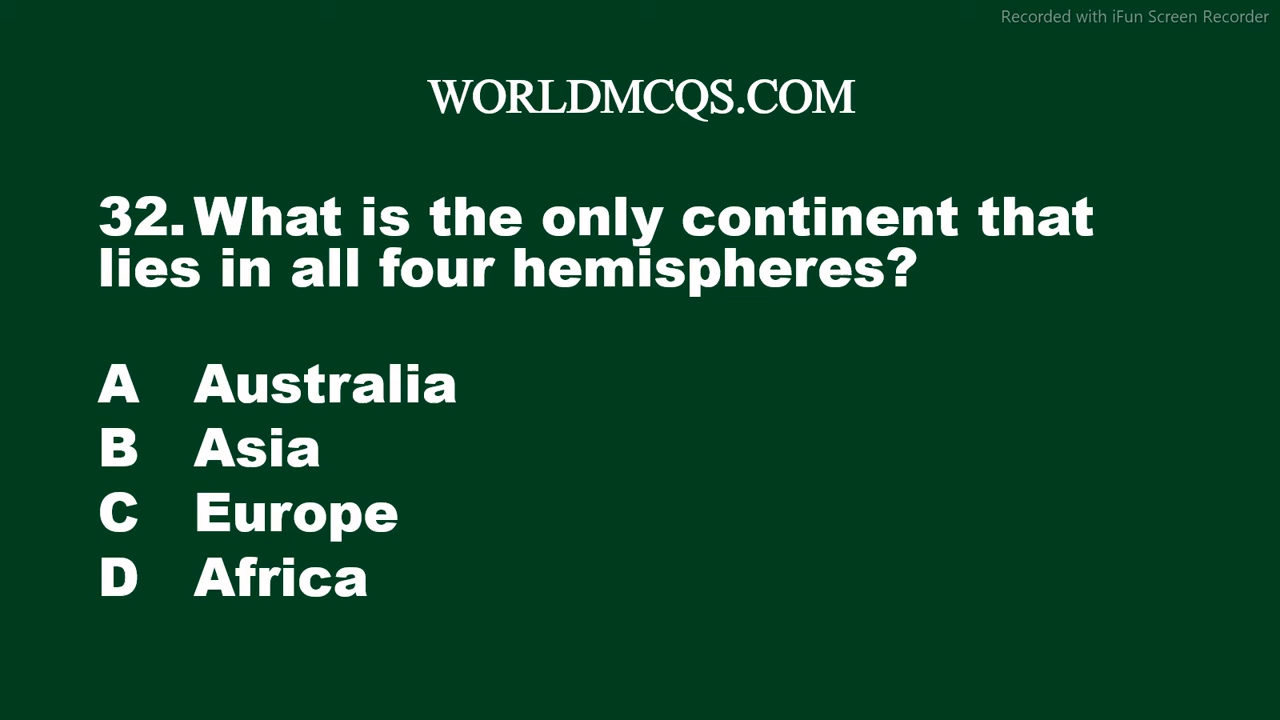 Recorded with iFun Screen Recorder
WORLDMCQS.COM
32. What is the only continent that
lies in all four hemispheres?
A Australia
B Asia
C Europe
D Africa